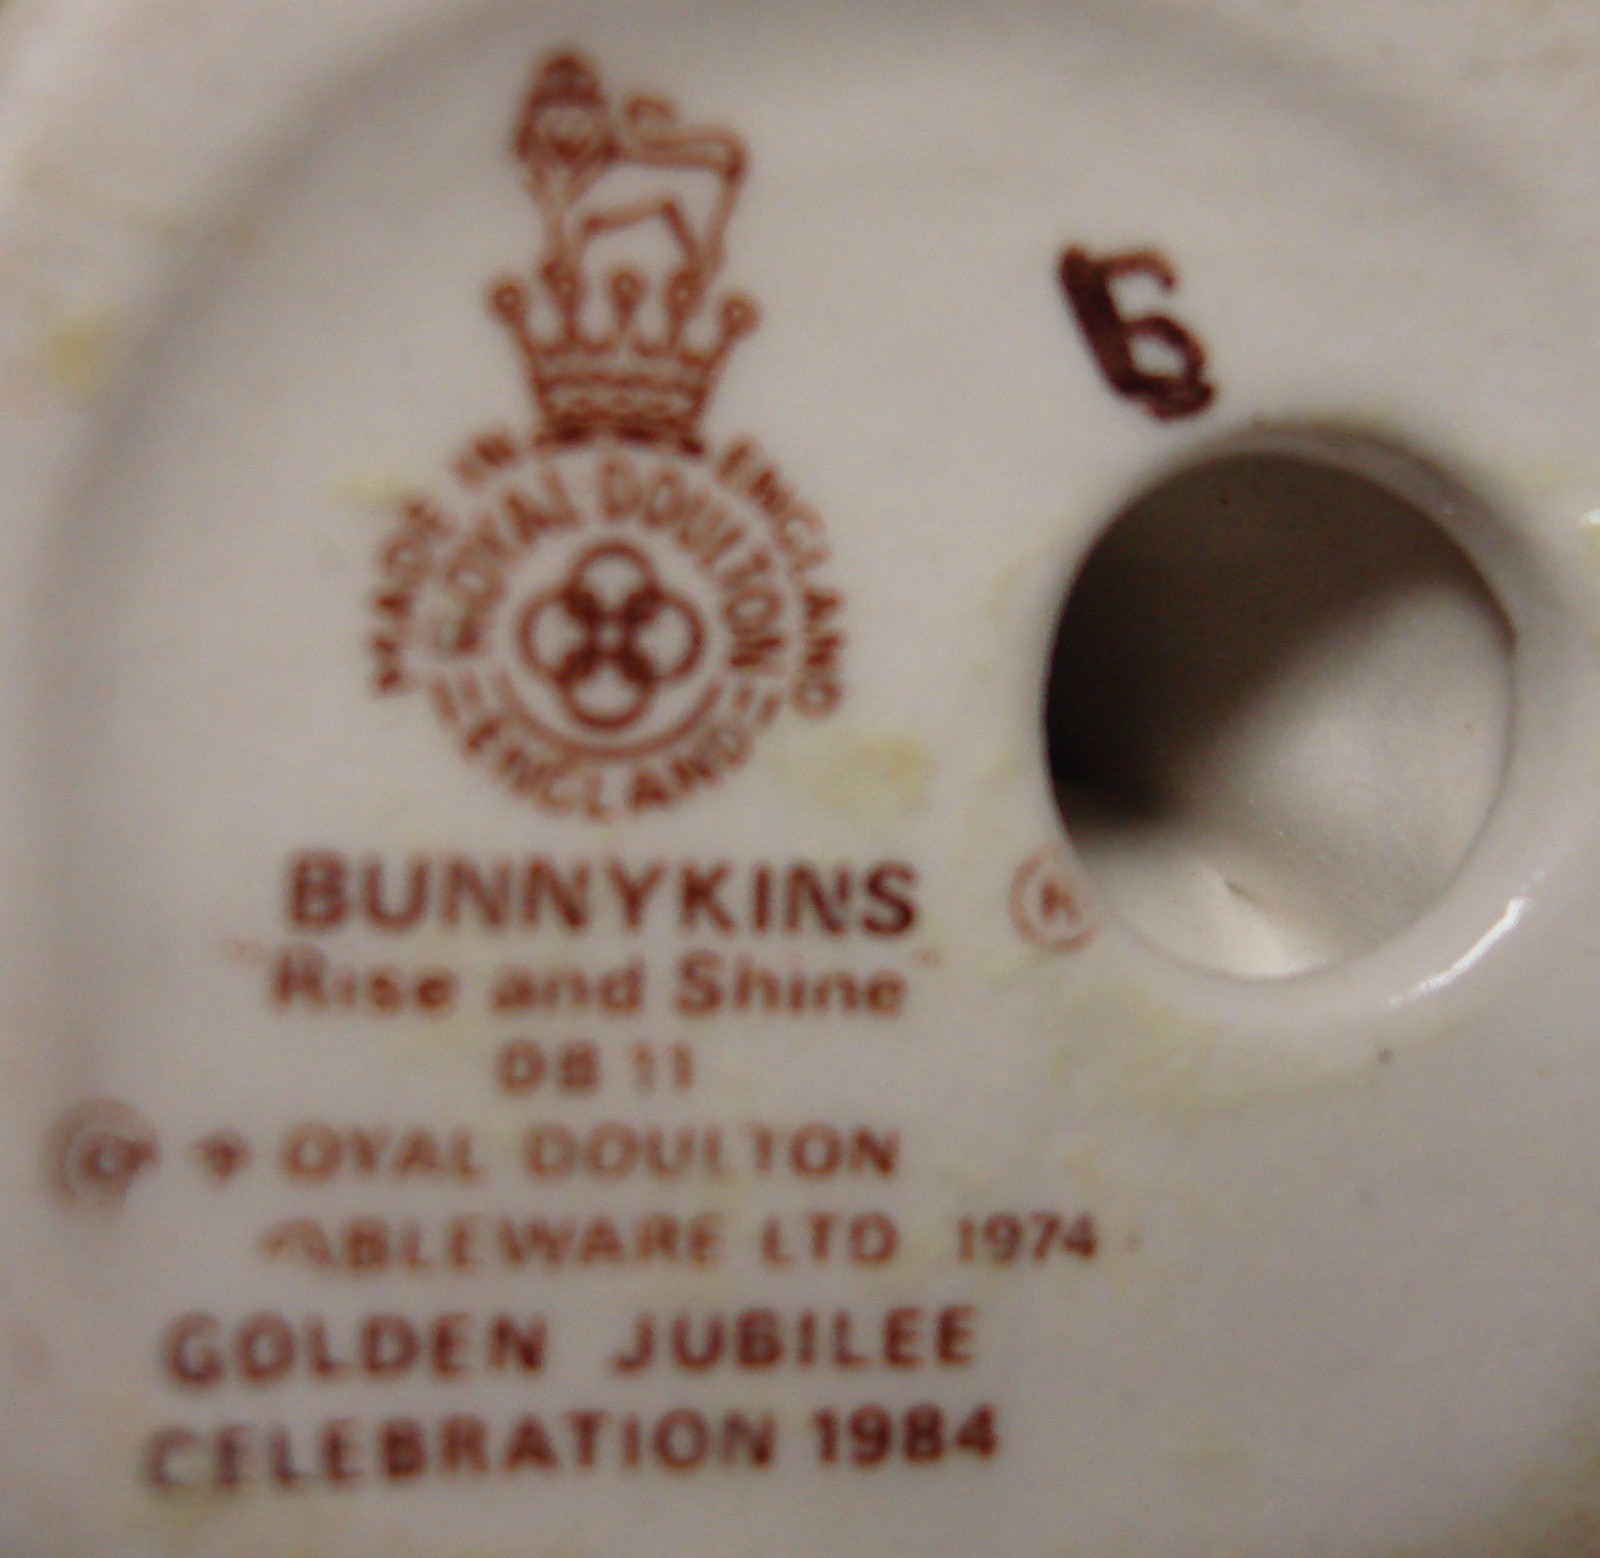 MADE IN ENGLAND
ROYAL DOULTON
ENGLAND
6
BUNNYKINS ®
"Rise and Shine"
DB 11
© OYAL DOULTON
ABLEWARE LTD 1974
GOLDEN JUBILEE
CELEBRATION 1984